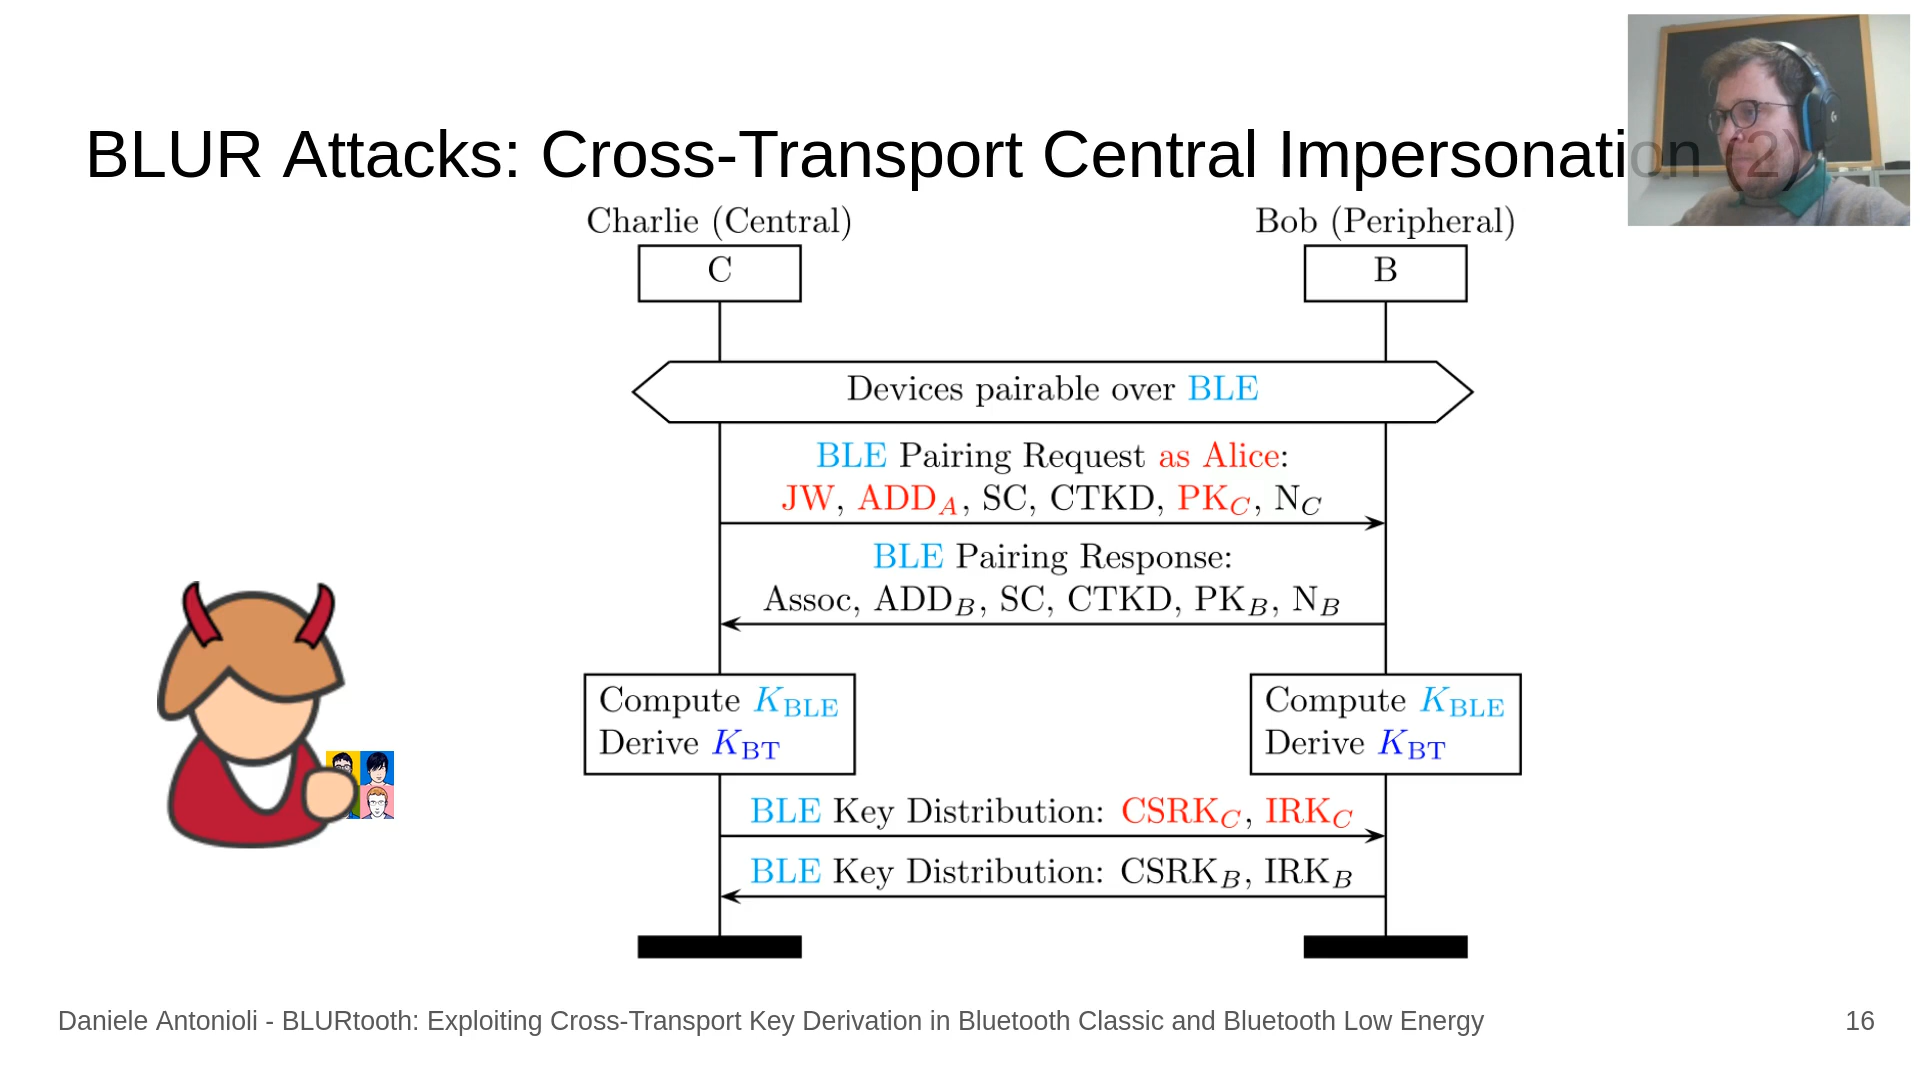 BLUR Attacks: Cross-Transport Central Impersonation (2)
Charlie (Central) Bob (Peripheral)
C B
Devices pairable over BLE
BLE Pairing Request as Alice:
JW, ADD_A, SC, CTKD, PK_C, N_C
BLE Pairing Response:
Assoc, ADD_B, SC, CTKD, PK_B, N_B
Compute K_BLE
Derive K_BT
Compute K_BLE
Derive K_BT
BLE Key Distribution: CSRK_C, IRK_C
BLE Key Distribution: CSRK_B, IRK_B
Daniele Antonioli - BLURtooth: Exploiting Cross-Transport Key Derivation in Bluetooth Classic and Bluetooth Low Energy 16